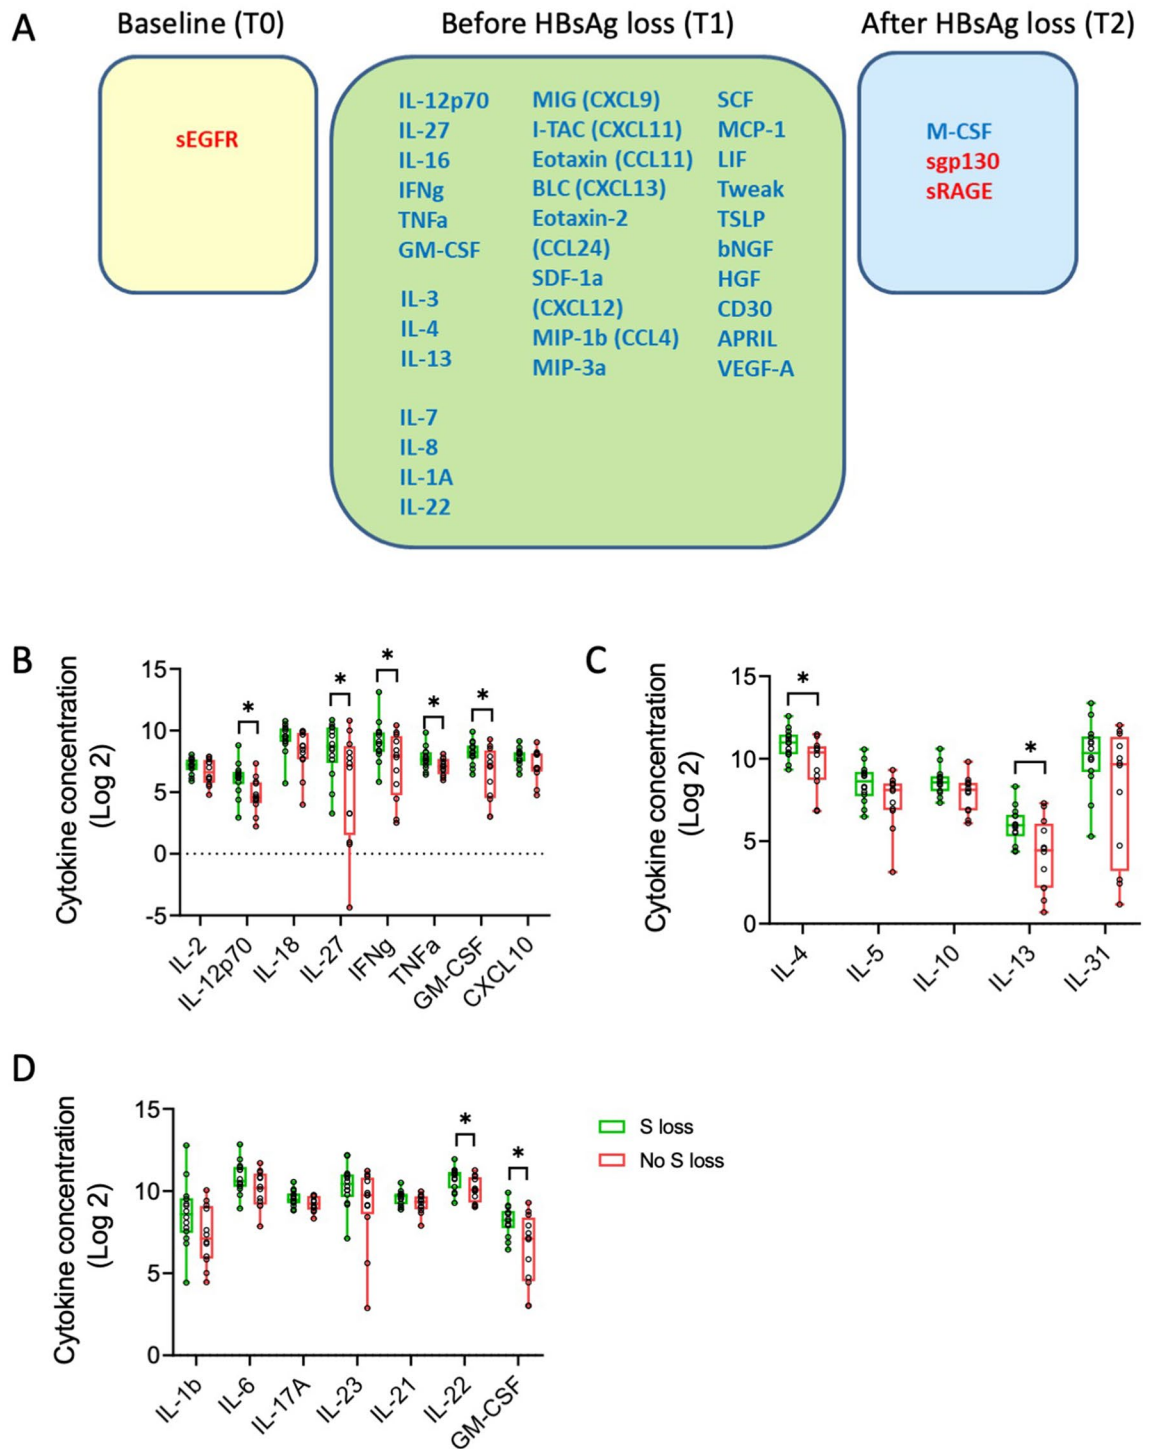 A
Baseline (T0)
Before HBsAg loss (T1)
After HBsAg loss (T2)
sEGFR
IL-12p70
IL-27
IL-16
IFNg
TNFa
GM-CSF
IL-3
IL-4
IL-13
IL-7
IL-8
IL-1A
IL-22
MIG (CXCL9)
I-TAC (CXCL11)
Eotaxin (CCL11)
BLC (CXCL13)
Eotaxin-2
(CCL24)
SDF-1a
(CXCL12)
MIP-1b (CCL4)
MIP-3a
SCF
MCP-1
LIF
Tweak
TSLP
bNGF
HGF
CD30
APRIL
VEGF-A
M-CSF
sgp130
sRAGE
B
Cytokine concentration
(Log 2)
15
10
5
0
-5
* * * * *
IL-2
IL-12p70
IL-18
IL-27
IFNg
TNFa
GM-CSF
CXCL10
C
Cytokine concentration
(Log 2)
15
10
5
0
* *
IL-4
IL-5
IL-10
IL-13
IL-31
D
Cytokine concentration
(Log 2)
15
10
5
0
* *
IL-1b
IL-6
IL-17A
IL-23
IL-21
IL-22
GM-CSF
S loss
No S loss